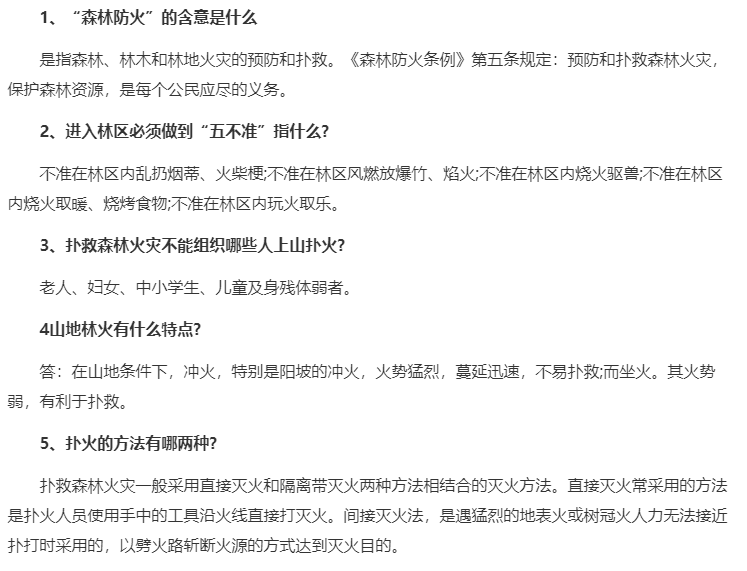 1、“森林防火”的含意是什么
是指森林、林木和林地火灾的预防和扑救。《森林防火条例》第五条规定：预防和扑救森林火灾，
保护森林资源，是每个公民应尽的义务。
2、进入林区必须做到“五不准”指什么?
不准在林区内乱扔烟蒂、火柴梗;不准在林区风燃放爆竹、焰火;不准在林区内烧火驱兽;不准在林区
内烧火取暖、烧烤食物;不准在林区内玩火取乐。
3、扑救森林火灾不能组织哪些人上山扑火?
老人、妇女、中小学生、儿童及身残体弱者。
4山地林火有什么特点?
答：在山地条件下，冲火，特别是阳坡的冲火，火势猛烈，蔓延迅速，不易扑救;而坐火。其火势
弱，有利于扑救。
5、扑火的方法有哪两种?
扑救森林火灾一般采用直接灭火和隔离带灭火两种方法相结合的灭火方法。直接灭火常采用的方法
是扑火人员使用手中的工具沿火线直接打灭火。间接灭火法，是遇猛烈的地表火或树冠火人力无法接近
扑打时采用的，以劈火路斩断火源的方式达到灭火目的。